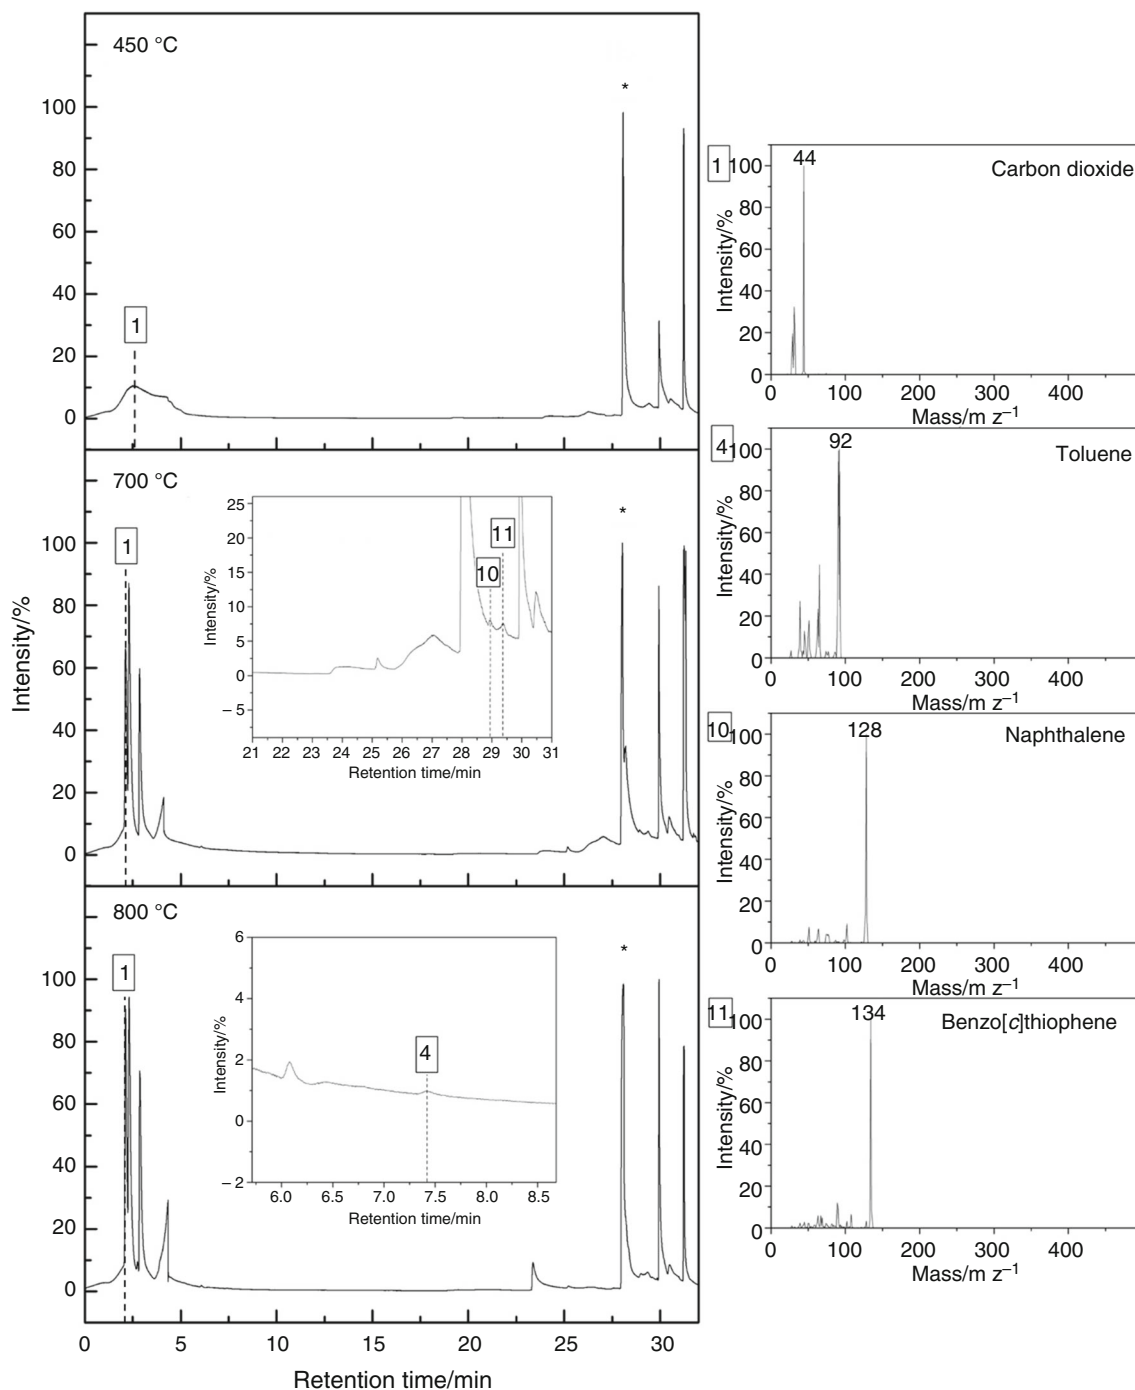 450 °C
*
100
80
60
40
20
0
1
700 °C
*
100
80
60
40
20
0
1
25
20
15
10
5
0
−5
Intensity/%
10
11
21 22 23 24 25 26 27 28 29 30 31
Retention time/min
Intensity/%
800 °C
*
100
80
60
40
20
0
1
6
4
2
0
−2
Intensity/%
4
6.0 6.5 7.0 7.5 8.0 8.5
Retention time/min
0 5 10 15 20 25 30
Retention time/min
1
100
80
60
40
20
0
Intensity/%
44
Carbon dioxide
0 100 200 300 400
Mass/m z⁻¹
4
100
80
60
40
20
0
Intensity/%
92
Toluene
0 100 200 300 400
Mass/m z⁻¹
10
100
80
60
40
20
0
Intensity/%
128
Naphthalene
0 100 200 300 400
Mass/m z⁻¹
11
100
80
60
40
20
0
Intensity/%
134
Benzo[c]thiophene
0 100 200 300 400
Mass/m z⁻¹